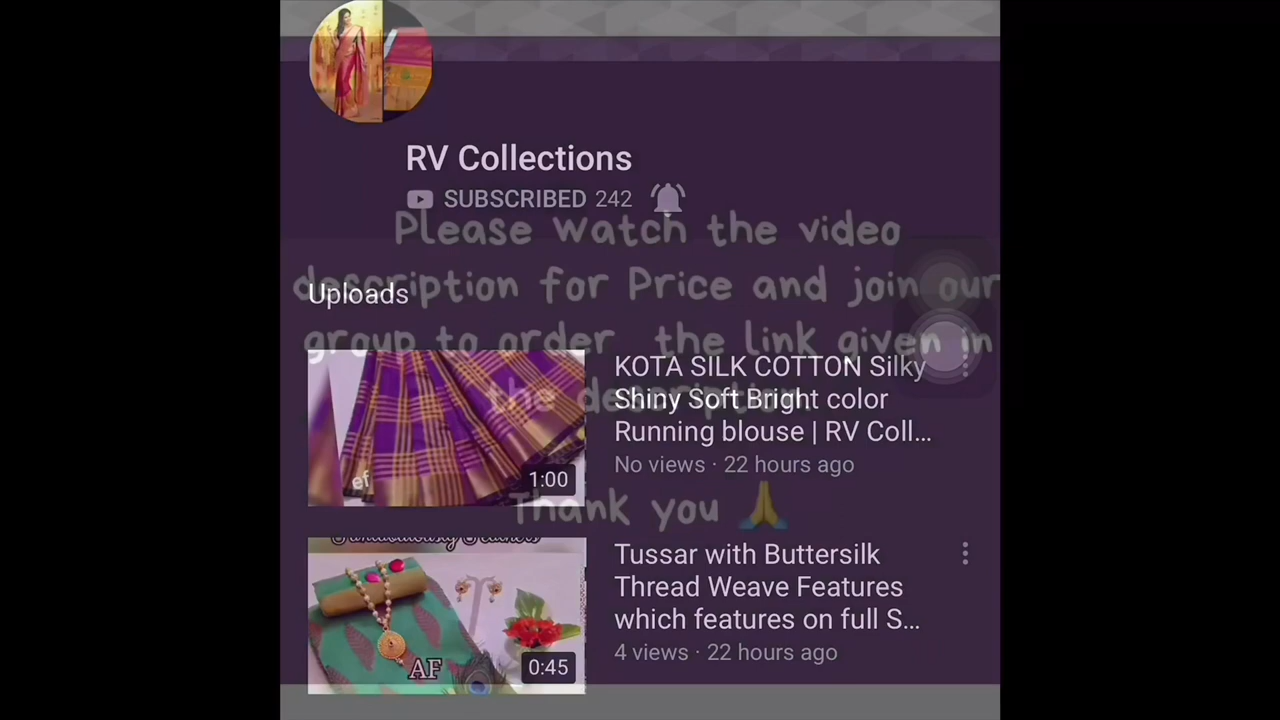 RV Collections
SUBSCRIBED 242
Please watch the video
description for Price and join our
group to order the link given in
the description.
Thank you 🙏
Uploads
KOTA SILK COTTON Silky
Shiny Soft Bright color
Running blouse | RV Coll...
No views · 22 hours ago
ef
1:00
Tussar with Buttersilk
Thread Weave Features
which features on full S...
4 views · 22 hours ago
AF
0:45